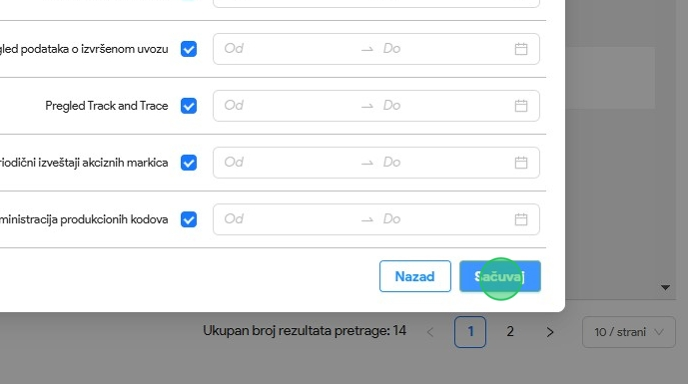 gled podataka o izvršenom uvozu Od → Do
Pregled Track and Trace Od → Do
riodični izveštaji akciznih markica Od → Do
ministracija produkcionih kodova Od → Do
Nazad Sačuvaj
Ukupan broj rezultata pretrage: 14 < 1 2 > 10 / strani